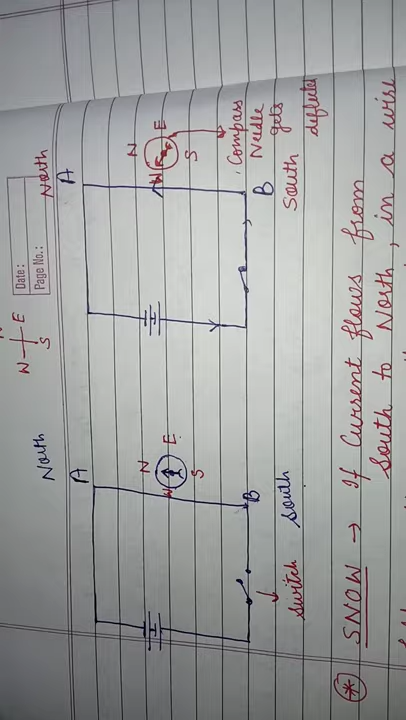 W E
S
Date:
Page No.:
North
North
A
A
N
E
W
S
N
E
W
S
B
B
Switch
South
South
Compass
Needle
gets
SNOW → If Current flows from
South to North, in a wire